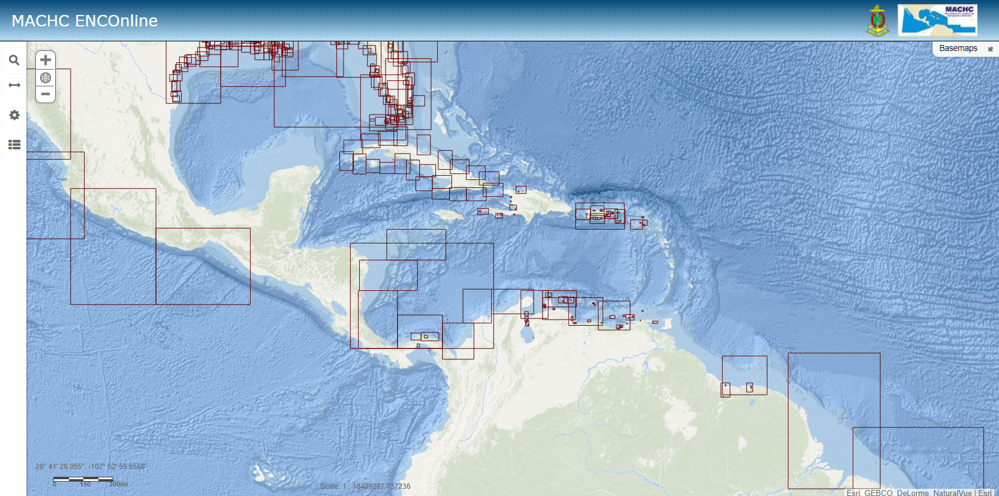 MACHC ENCOnline
MACHC
Basemaps
28° 41' 26.055", -102° 52' 59.6568"
0 150 300mi
Scale: 1 : 18489297.737236
Esri, GEBCO, DeLorme, NaturalVue | Esri